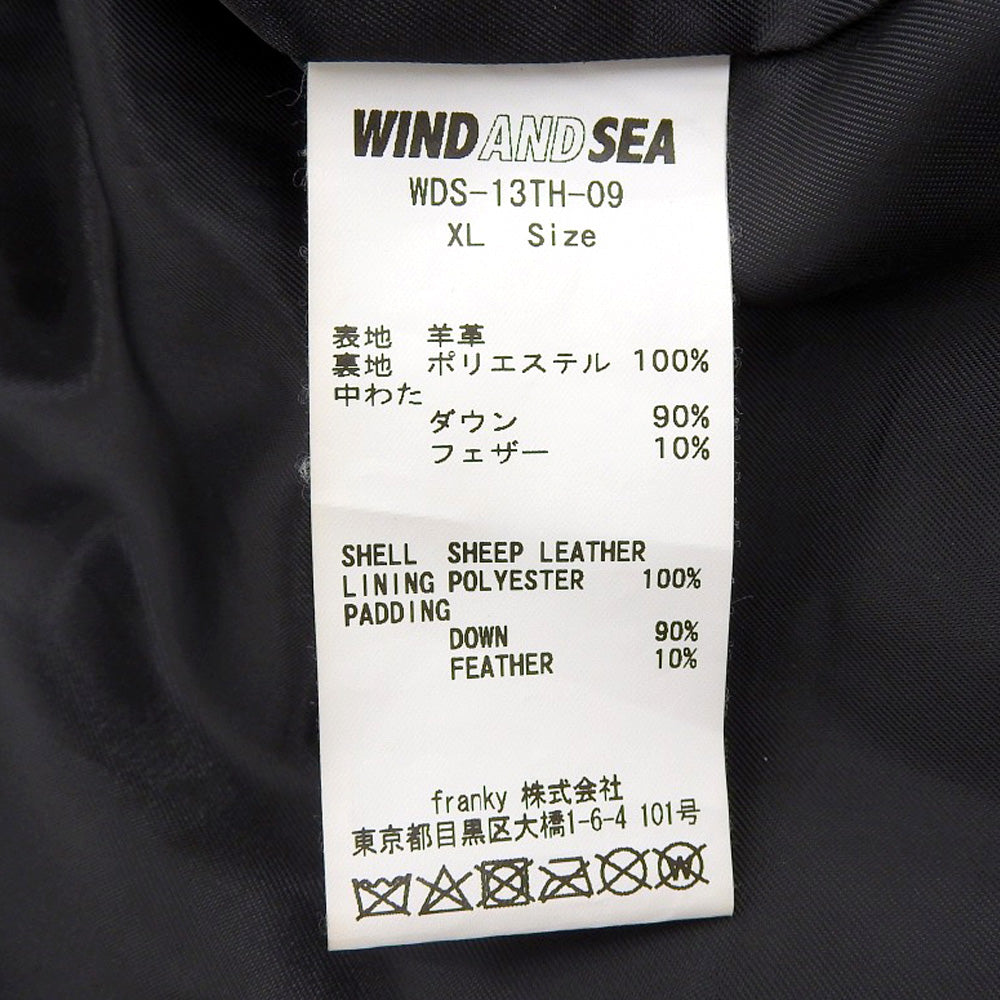 WIND AND SEA
WDS-13TH-09
XL Size
表地 羊革
裏地 ポリエステル 100%
中わた
ダウン 90%
フェザー 10%
SHELL SHEEP LEATHER
LINING POLYESTER 100%
PADDING
DOWN 90%
FEATHER 10%
franky 株式会社
東京都目黒区大橋1-6-4 101号
W